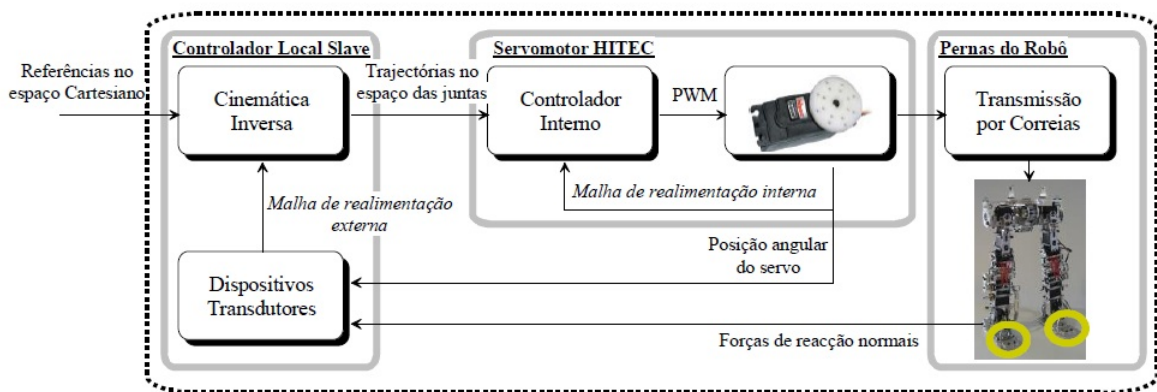 Controlador Local Slave
Servomotor HITEC
Pernas do Robô
Referências no
espaço Cartesiano
Cinemática
Inversa
Trajectórias no
espaço das juntas
Controlador
Interno
PWM
Transmissão
por Correias
Malha de realimentação interna
Malha de realimentação
externa
Posição angular
do servo
Dispositivos
Transdutores
Forças de reacção normais